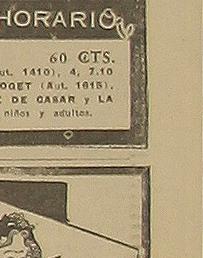 HORARIO
60 CTS.
ut. 1410), 4, 7.10
OGET (Aut. 1615),
DE CASAR y LA
niños y adultos.